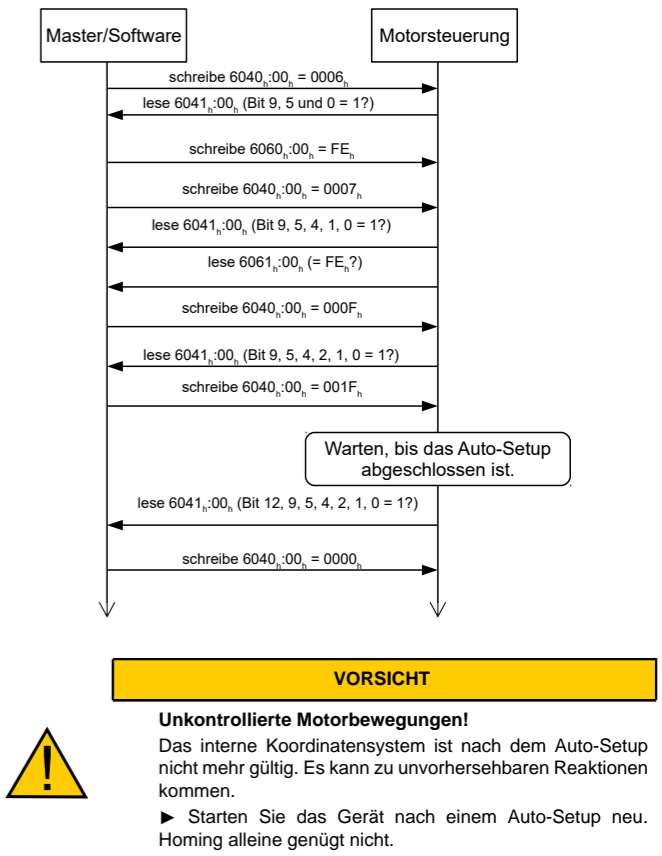 Master/Software
Motorsteuerung
schreibe 6040h:00h = 0006h
lese 6041h:00h (Bit 9, 5 und 0 = 1?)
schreibe 6060h:00h = FEh
schreibe 6040h:00h = 0007h
lese 6041h:00h (Bit 9, 5, 4, 1, 0 = 1?)
lese 6061h:00h (= FEh?)
schreibe 6040h:00h = 000Fh
lese 6041h:00h (Bit 9, 5, 4, 2, 1, 0 = 1?)
schreibe 6040h:00h = 001Fh
Warten, bis das Auto-Setup
abgeschlossen ist.
lese 6041h:00h (Bit 12, 9, 5, 4, 2, 1, 0 = 1?)
schreibe 6040h:00h = 0000h
VORSICHT
Unkontrollierte Motorbewegungen!
Das interne Koordinatensystem ist nach dem Auto-Setup
nicht mehr gültig. Es kann zu unvorhersehbaren Reaktionen
kommen.
► Starten Sie das Gerät nach einem Auto-Setup neu.
Homing alleine genügt nicht.